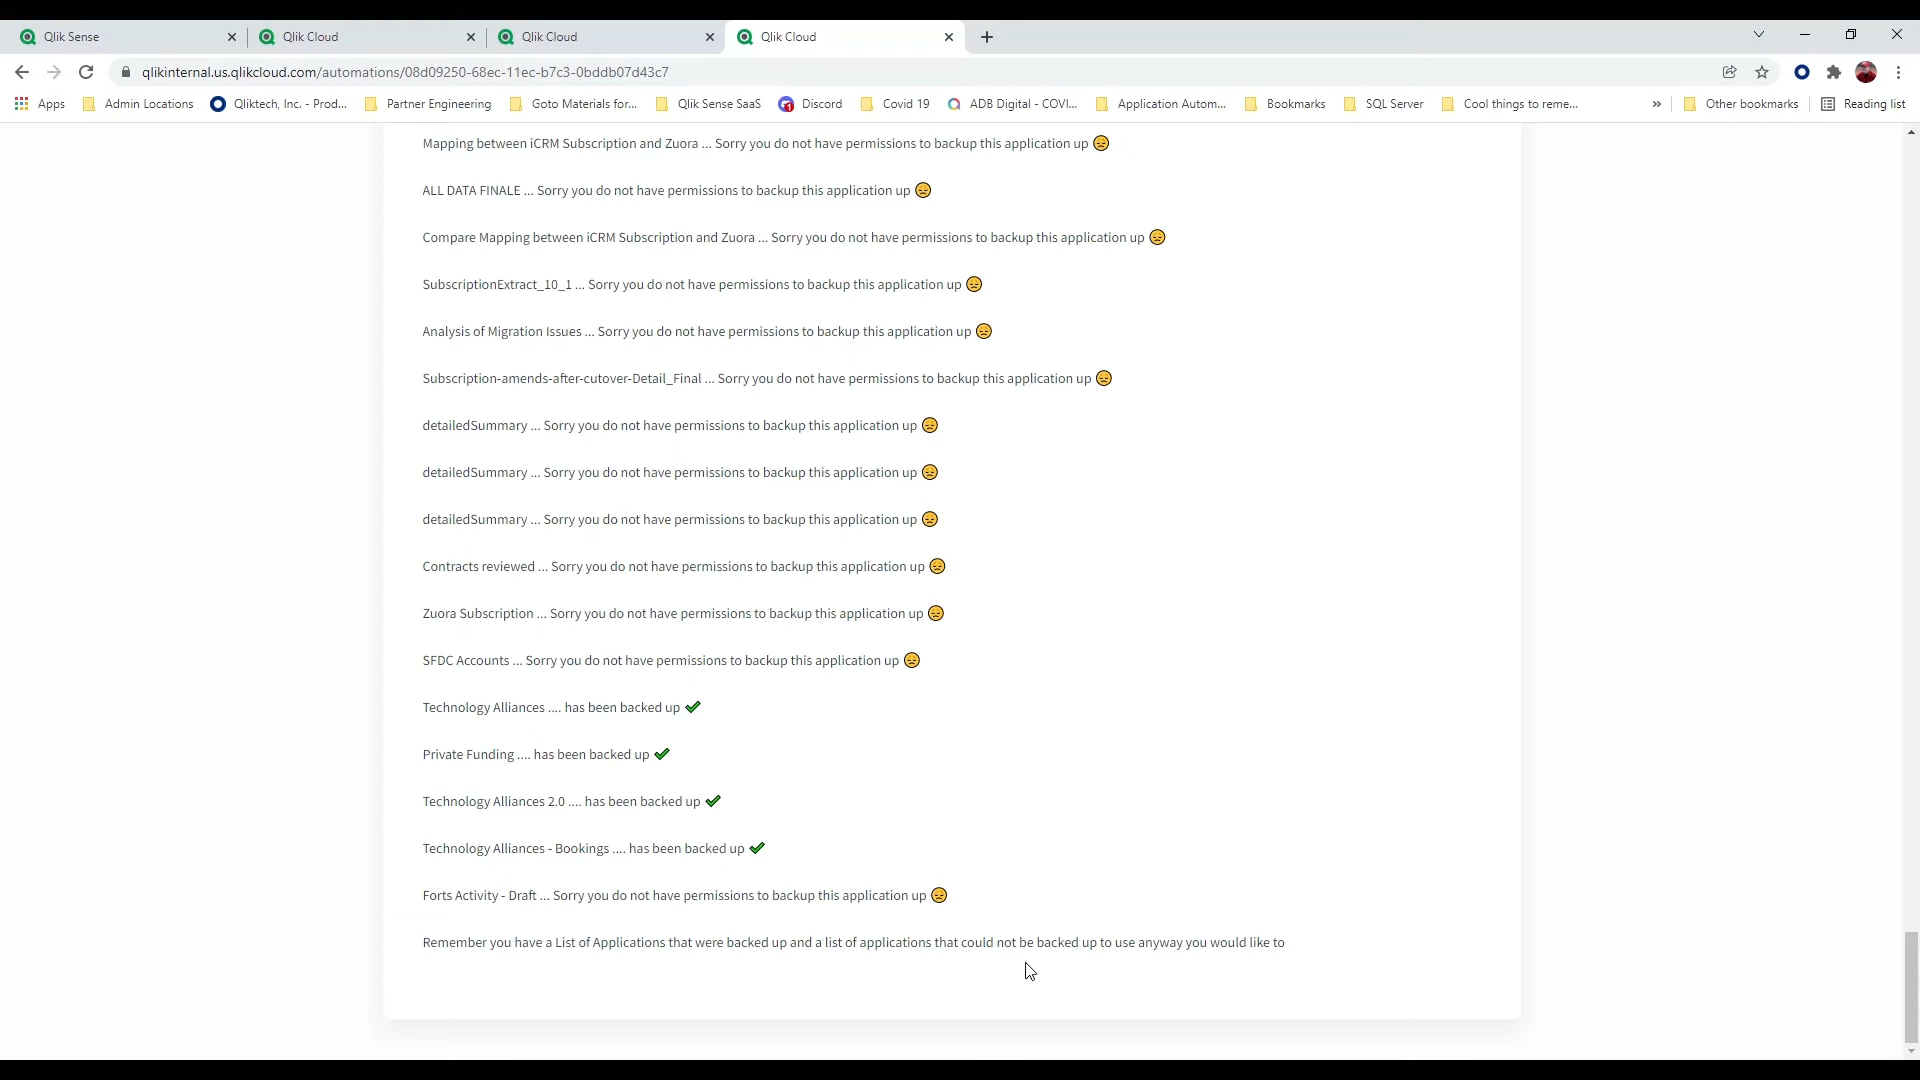 Qlik Sense
Qlik Cloud
Qlik Cloud
Qlik Cloud
qlikinternal.us.qlikcloud.com/automations/08d09250-68ec-11ec-b7c3-0bddb07d43c7
Apps Admin Locations Qliktech, Inc. - Prod... Partner Engineering Goto Materials for... Qlik Sense SaaS Discord Covid 19 ADB Digital - COVI... Application Autom... Bookmarks SQL Server Cool things to reme... » Other bookmarks Reading list
Mapping between iCRM Subscription and Zuora ... Sorry you do not have permissions to backup this application up 😞
ALL DATA FINALE ... Sorry you do not have permissions to backup this application up 😞
Compare Mapping between iCRM Subscription and Zuora ... Sorry you do not have permissions to backup this application up 😞
SubscriptionExtract_10_1 ... Sorry you do not have permissions to backup this application up 😞
Analysis of Migration Issues ... Sorry you do not have permissions to backup this application up 😞
Subscription-amends-after-cutover-Detail_Final ... Sorry you do not have permissions to backup this application up 😞
detailedSummary ... Sorry you do not have permissions to backup this application up 😞
detailedSummary ... Sorry you do not have permissions to backup this application up 😞
detailedSummary ... Sorry you do not have permissions to backup this application up 😞
Contracts reviewed ... Sorry you do not have permissions to backup this application up 😞
Zuora Subscription ... Sorry you do not have permissions to backup this application up 😞
SFDC Accounts ... Sorry you do not have permissions to backup this application up 😞
Technology Alliances .... has been backed up ✔
Private Funding .... has been backed up ✔
Technology Alliances 2.0 .... has been backed up ✔
Technology Alliances - Bookings .... has been backed up ✔
Forts Activity - Draft ... Sorry you do not have permissions to backup this application up 😞
Remember you have a List of Applications that were backed up and a list of applications that could not be backed up to use anyway you would like to